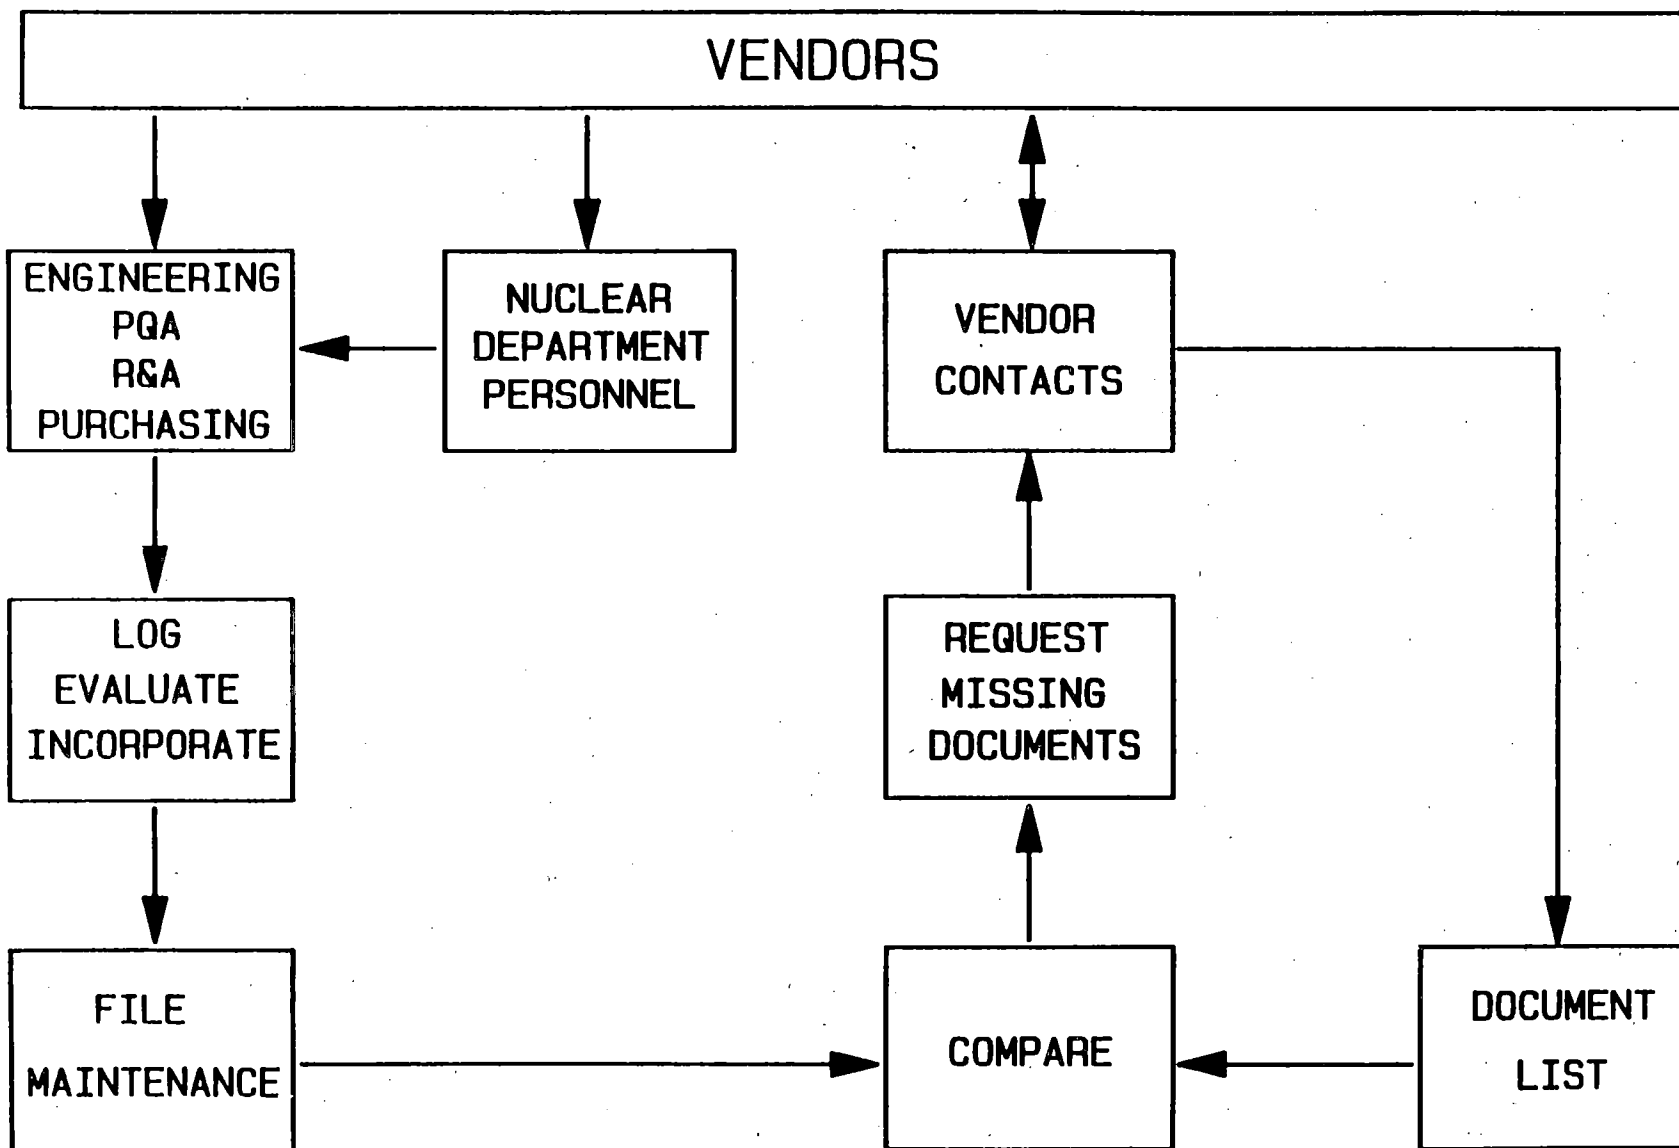 VENDORS
ENGINEERING
PQA
R&A
PURCHASING
NUCLEAR
DEPARTMENT
PERSONNEL
VENDOR
CONTACTS
LOG
EVALUATE
INCORPORATE
REQUEST
MISSING
DOCUMENTS
FILE
MAINTENANCE
COMPARE
DOCUMENT
LIST